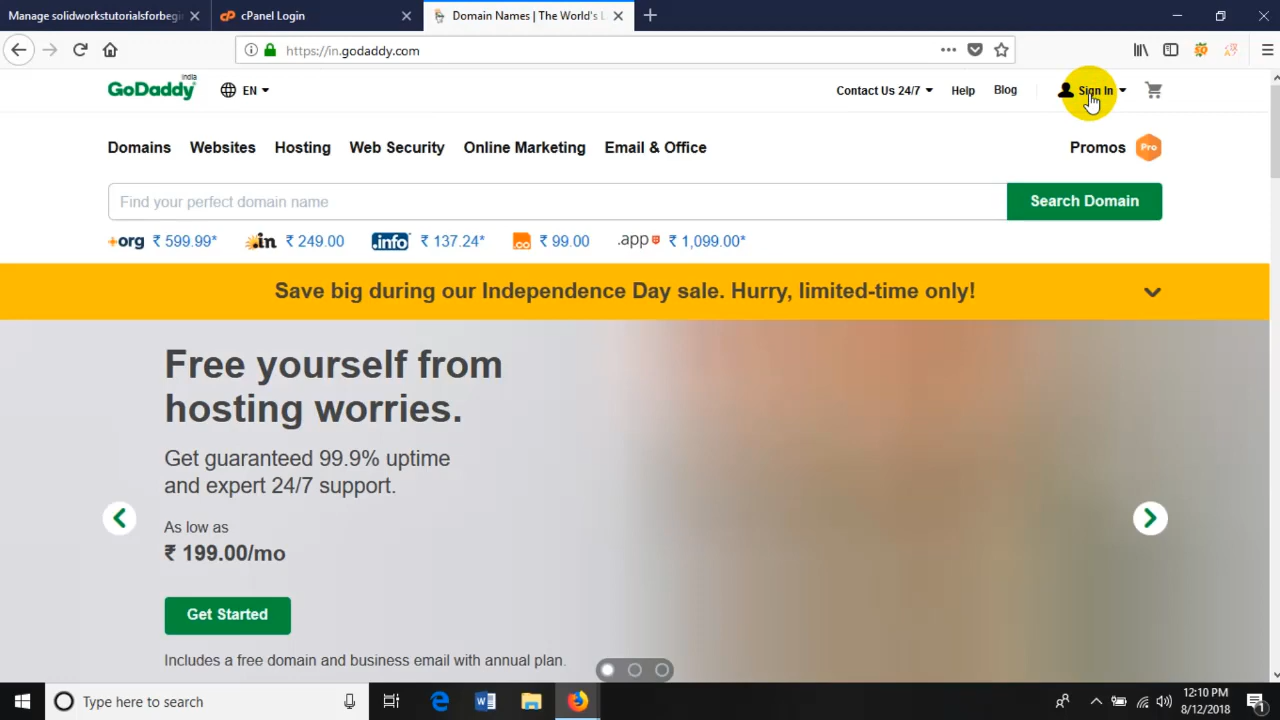 Manage solidworkstutorialsforbegi
cPanel Login
Domain Names | The World's L
https://in.godaddy.com
GoDaddy
india
EN
Contact Us 24/7
Help
Blog
Sign In
Domains
Websites
Hosting
Web Security
Online Marketing
Email & Office
Promos
Pro
Find your perfect domain name
Search Domain
org ₹ 599.99*
in ₹ 249.00
.info ₹ 137.24*
.co ₹ 99.00
.app ₹ 1,099.00*
Save big during our Independence Day sale. Hurry, limited-time only!
Free yourself from
hosting worries.
Get guaranteed 99.9% uptime
and expert 24/7 support.
As low as
₹ 199.00/mo
Get Started
Includes a free domain and business email with annual plan.
Type here to search
12:10 PM
8/12/2018
1